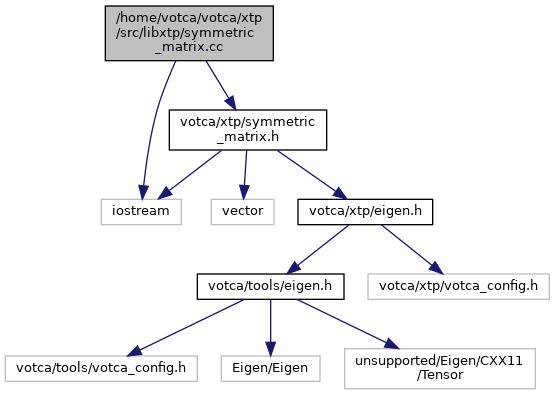 /home/votca/votca/xtp
/src/libxtp/symmetric
_matrix.cc
votca/xtp/symmetric
_matrix.h
iostream
vector
votca/xtp/eigen.h
votca/tools/eigen.h
votca/xtp/votca_config.h
votca/tools/votca_config.h
Eigen/Eigen
unsupported/Eigen/CXX11
/Tensor